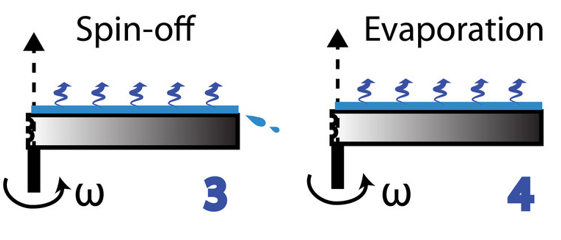 Spin-off
Evaporation
ω
3
ω
4